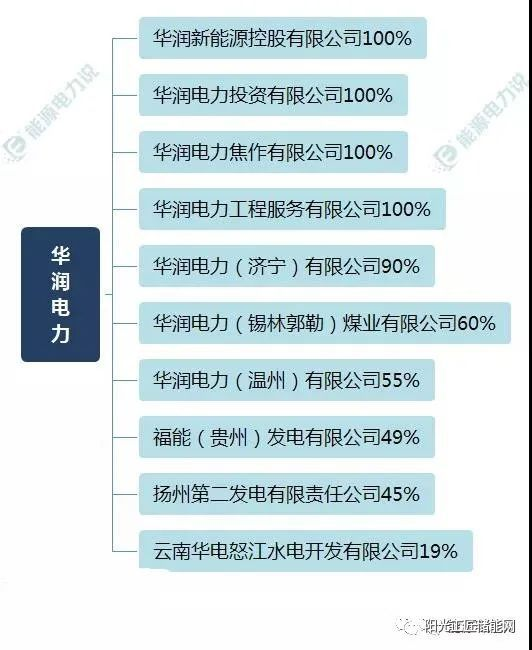 华润新能源控股有限公司100%
能源电力说
华润电力投资有限公司100%
能源电力说
华润电力焦作有限公司100%
华润电力工程服务有限公司100%
华润电力
华润电力（济宁）有限公司90%
华润电力（锡林郭勒）煤业有限公司60%
华润电力（温州）有限公司55%
福能（贵州）发电有限公司49%
扬州第二发电有限责任公司45%
云南华电怒江水电开发有限公司19%
阳光工匠储能网